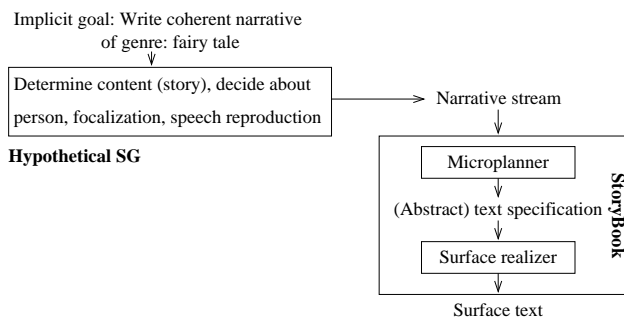 Implicit goal: Write coherent narrative
of genre: fairy tale
Determine content (story), decide about
person, focalization, speech reproduction
Hypothetical SG
Narrative stream
Microplanner
(Abstract) text specification
Surface realizer
StoryBook
Surface text